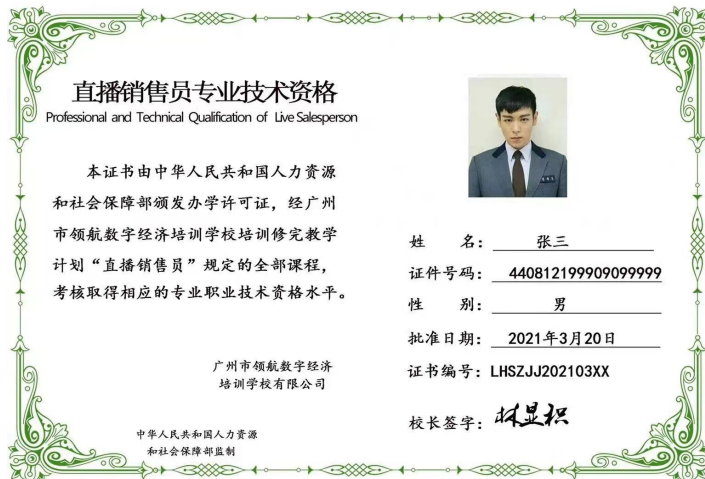 直播销售员专业技术资格
Professional and Technical Qualification of Live Salesperson
本证书由中华人民共和国人力资源
和社会保障部颁发办学许可证，经广州
市领航数字经济培训学校培训修完教学
计划“直播销售员”规定的全部课程，
考核取得相应的专业职业技术资格水平。
广州市领航数字经济
培训学校有限公司
中华人民共和国人力资源
和社会保障部监制
姓 名：张三
证件号码：440812199909099999
性 别：男
批准日期：2021年3月20日
证书编号：LHSZJJ202103XX
校长签字：林显积